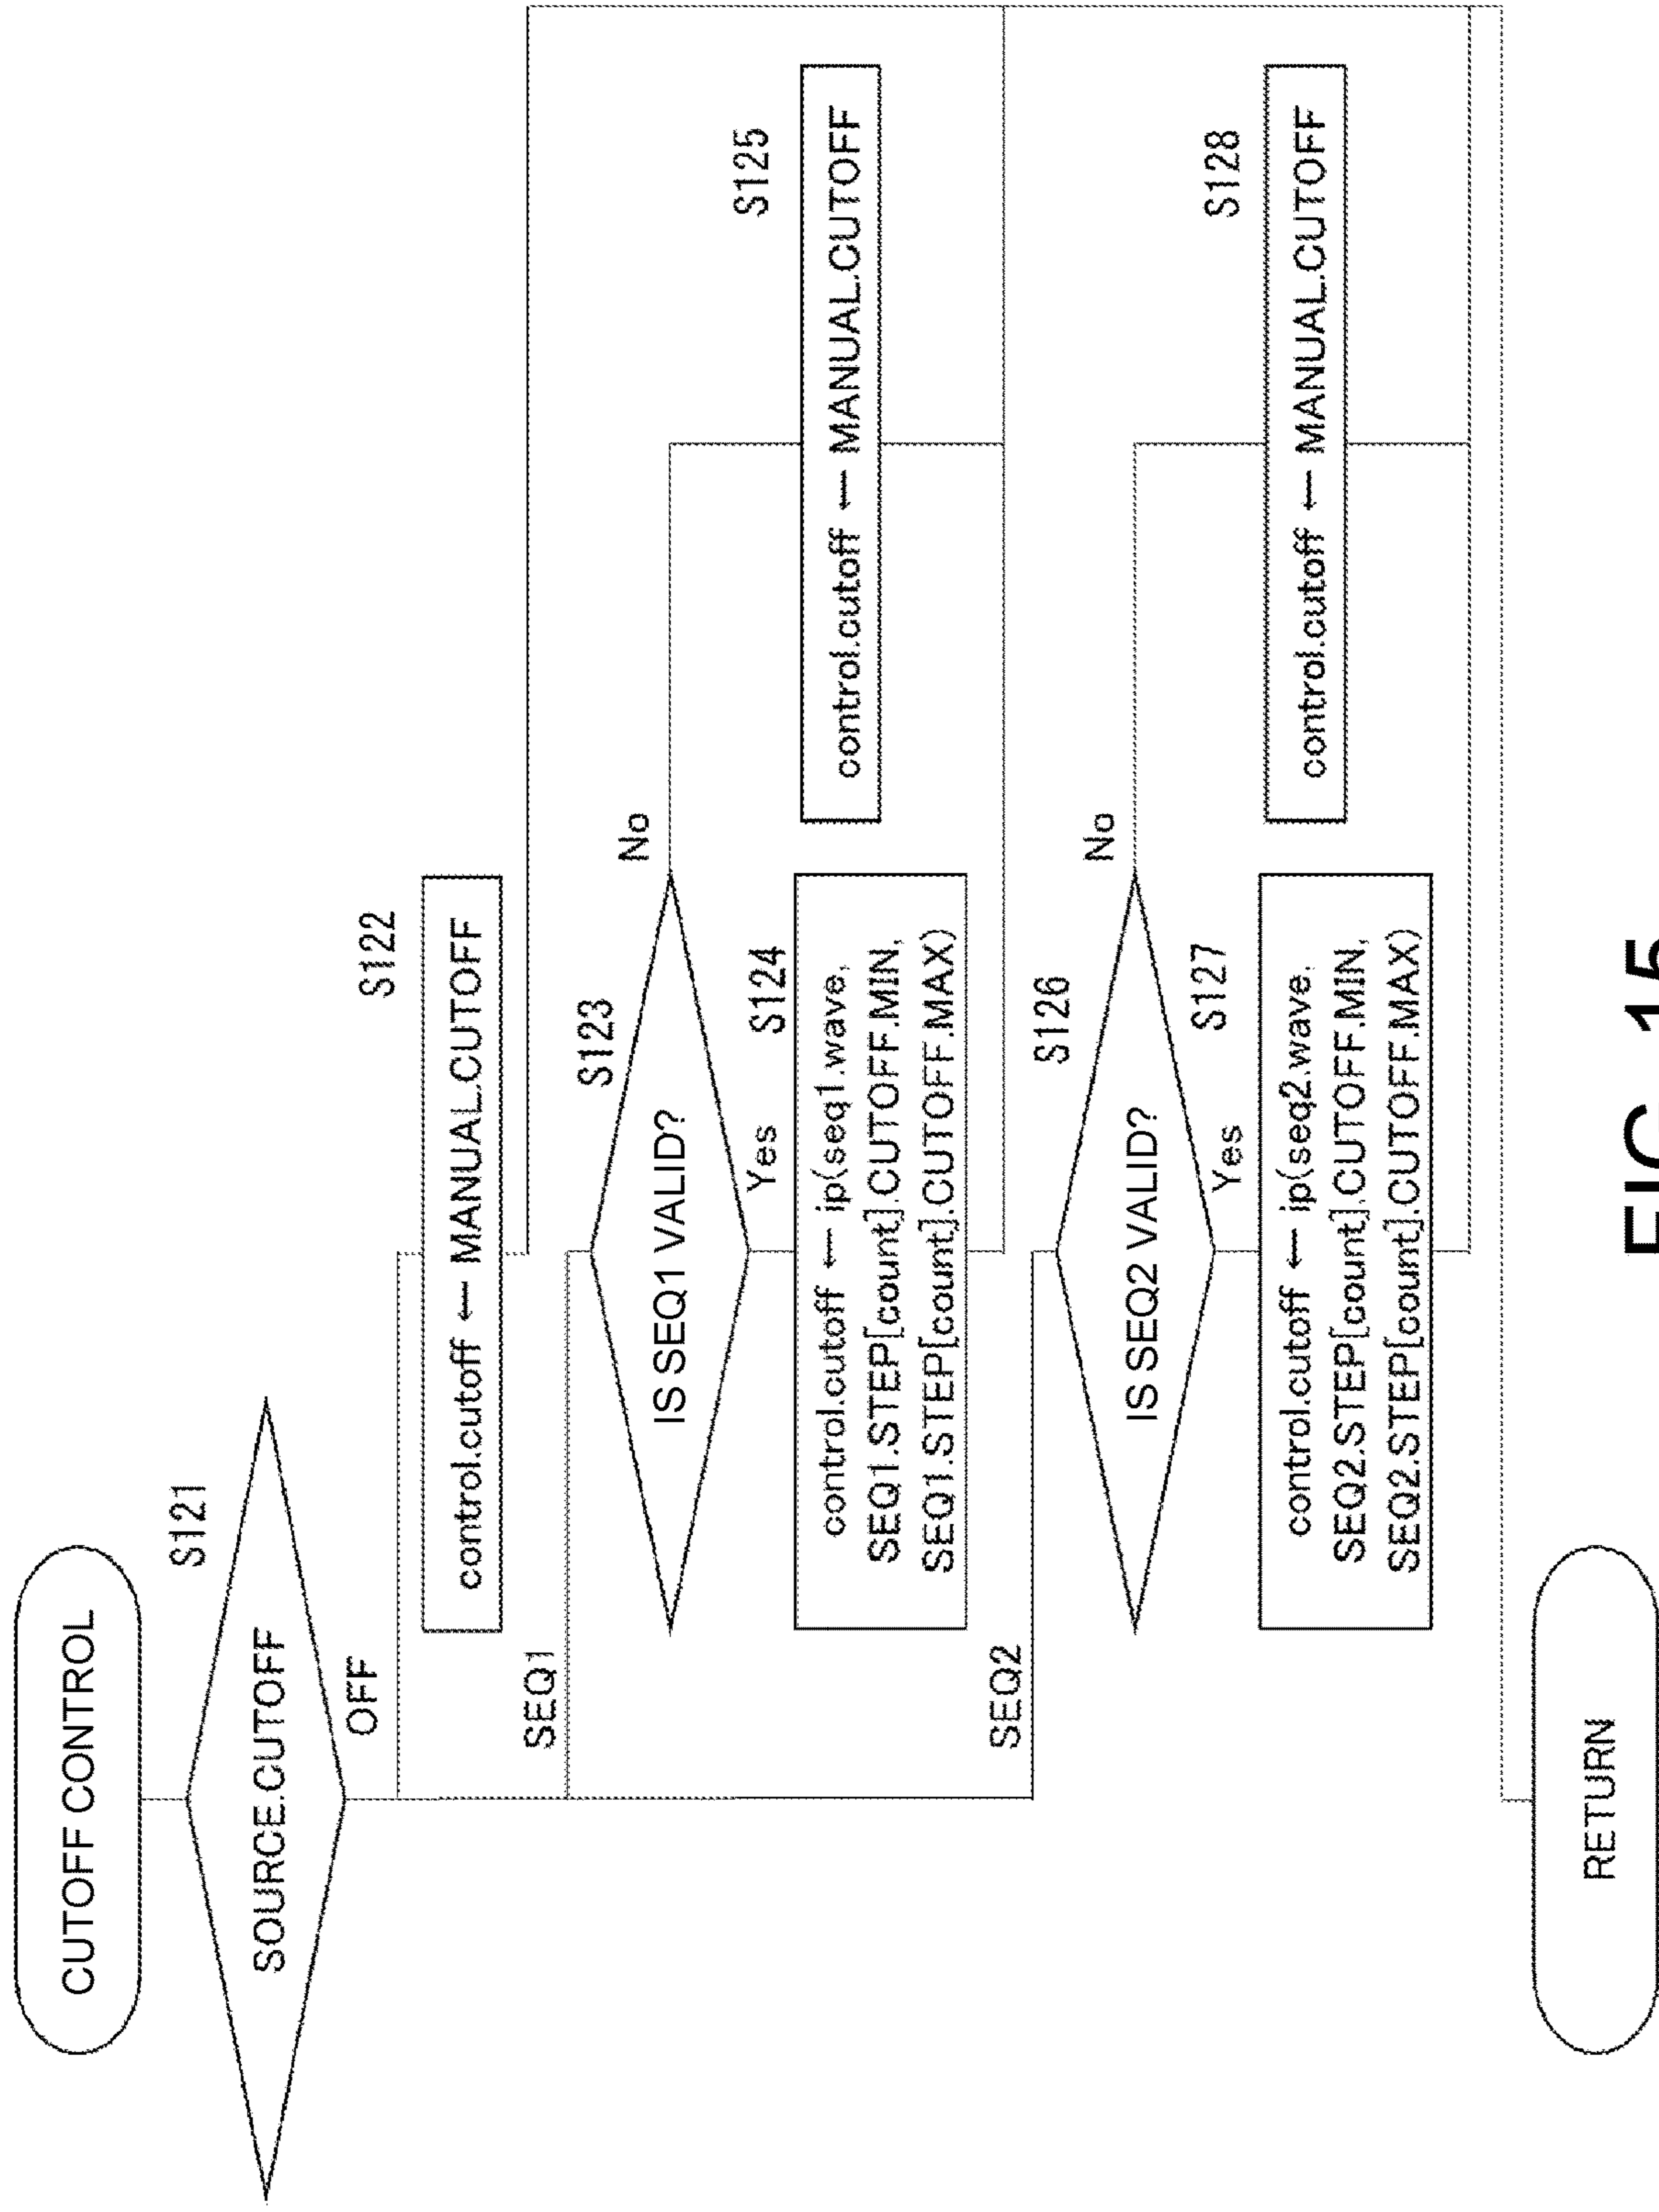 CUTOFF CONTROL
S121
SOURCE.CUTOFF
OFF
S122
control.cutoff ← MANUAL.CUTOFF
SEQ1
S123
IS SEQ1 VALID?
No
Yes
S124
control.cutoff ← ip(seq1.wave,
SEQ1.STEP[count].CUTOFF.MIN,
SEQ1.STEP[count].CUTOFF.MAX)
S125
control.cutoff ← MANUAL.CUTOFF
SEQ2
S126
IS SEQ2 VALID?
No
Yes
S127
control.cutoff ← ip(seq2.wave,
SEQ2.STEP[count].CUTOFF.MIN,
SEQ2.STEP[count].CUTOFF.MAX)
S128
control.cutoff ← MANUAL.CUTOFF
RETURN
FIG. 15